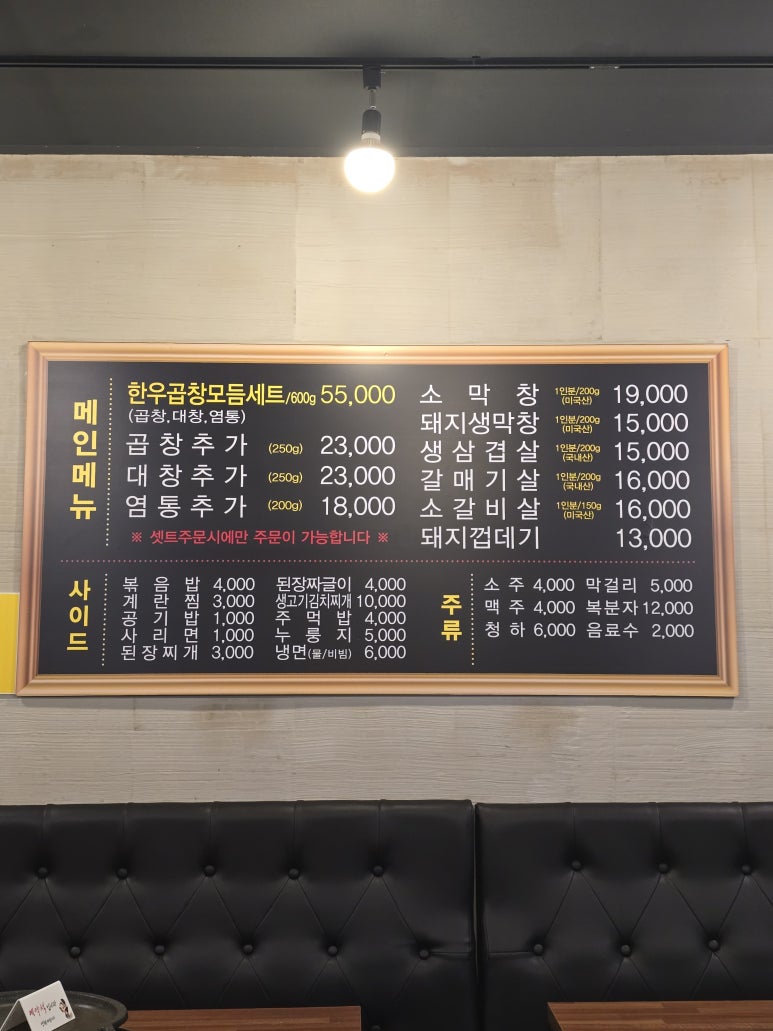 메인메뉴
한우곱창모듬세트/600g 55,000
(곱창,대창,염통)
곱창추가 (250g) 23,000
대창추가 (250g) 23,000
염통추가 (200g) 18,000
※ 셋트주문시에만 주문이 가능합니다 ※
소막창 1인분/200g (미국산) 19,000
돼지생막창 1인분/200g (미국산) 15,000
생삼겹살 1인분/200g (국내산) 15,000
갈매기살 1인분/200g (국내산) 16,000
소갈비살 1인분/150g (미국산) 16,000
돼지껍데기 13,000
사이드
볶음밥 4,000
계란찜 3,000
공기밥 1,000
사리면 1,000
된장찌개 3,000
된장짜글이 4,000
생고기김치찌개 10,000
주먹밥 4,000
누룽지 5,000
냉면(물/비빔) 6,000
주류
소주 4,000 막걸리 5,000
맥주 4,000 복분자 12,000
청하 6,000 음료수 2,000